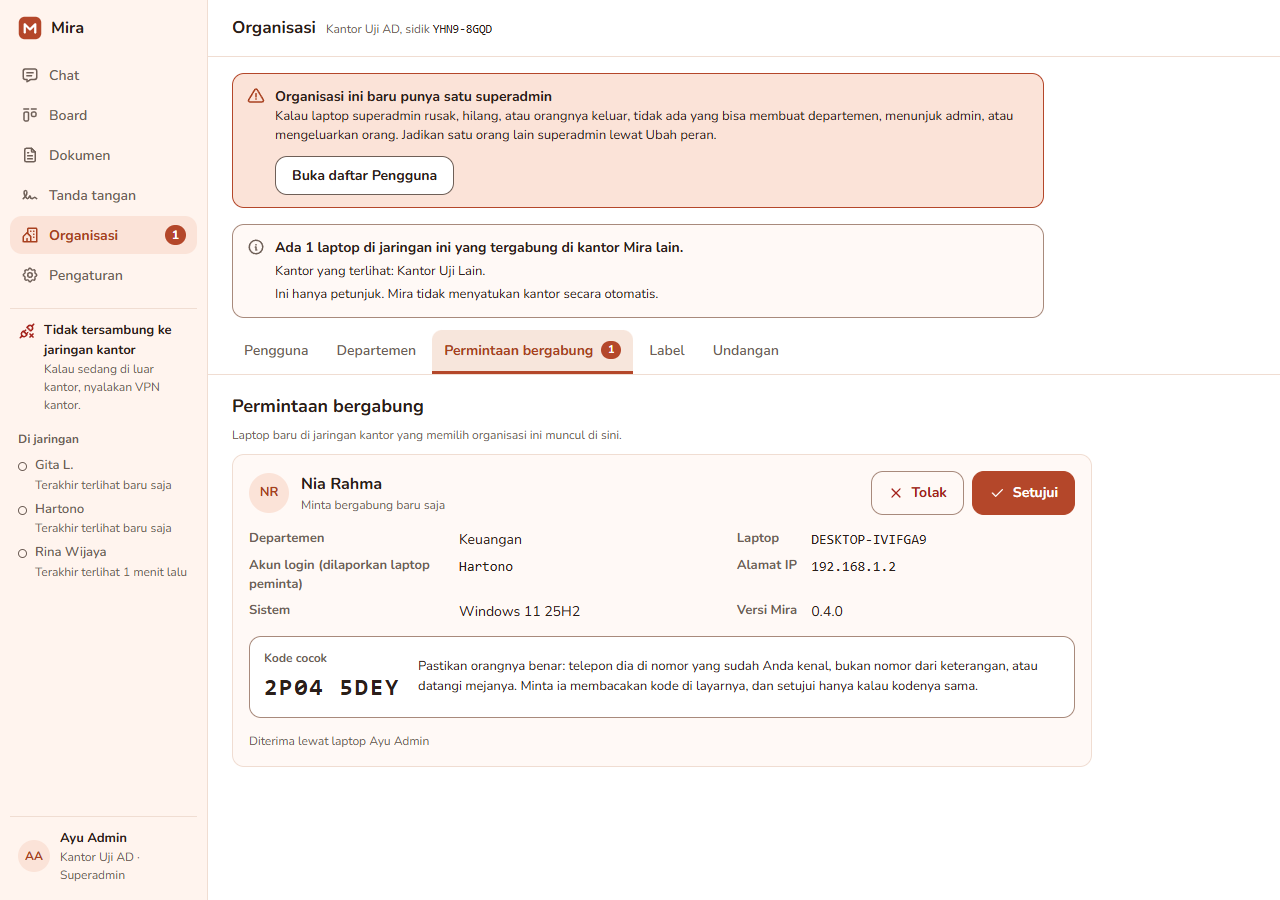 Mira
Chat
Board
Dokumen
Tanda tangan
Organisasi 1
Pengaturan
Tidak tersambung ke
jaringan kantor
Kalau sedang di luar
kantor, nyalakan VPN
kantor.
Di jaringan
Gita L.
Terakhir terlihat baru saja
Hartono
Terakhir terlihat baru saja
Rina Wijaya
Terakhir terlihat 1 menit lalu
AA
Ayu Admin
Kantor Uji AD ·
Superadmin
Organisasi Kantor Uji AD, sidik YHN9-8GQD
Organisasi ini baru punya satu superadmin
Kalau laptop superadmin rusak, hilang, atau orangnya keluar, tidak ada yang bisa membuat departemen, menunjuk admin, atau
mengeluarkan orang. Jadikan satu orang lain superadmin lewat Ubah peran.
Buka daftar Pengguna
Ada 1 laptop di jaringan ini yang tergabung di kantor Mira lain.
Kantor yang terlihat: Kantor Uji Lain.
Ini hanya petunjuk. Mira tidak menyatukan kantor secara otomatis.
Pengguna Departemen Permintaan bergabung 1 Label Undangan
Permintaan bergabung
Laptop baru di jaringan kantor yang memilih organisasi ini muncul di sini.
NR
Nia Rahma
Minta bergabung baru saja
Tolak Setujui
Departemen Keuangan Laptop DESKTOP-IVIFGA9
Akun login (dilaporkan laptop
peminta) Hartono Alamat IP 192.168.1.2
Sistem Windows 11 25H2 Versi Mira 0.4.0
Kode cocok
2P04 5DEY
Pastikan orangnya benar: telepon dia di nomor yang sudah Anda kenal, bukan nomor dari keterangan, atau
datangi mejanya. Minta ia membacakan kode di layarnya, dan setujui hanya kalau kodenya sama.
Diterima lewat laptop Ayu Admin